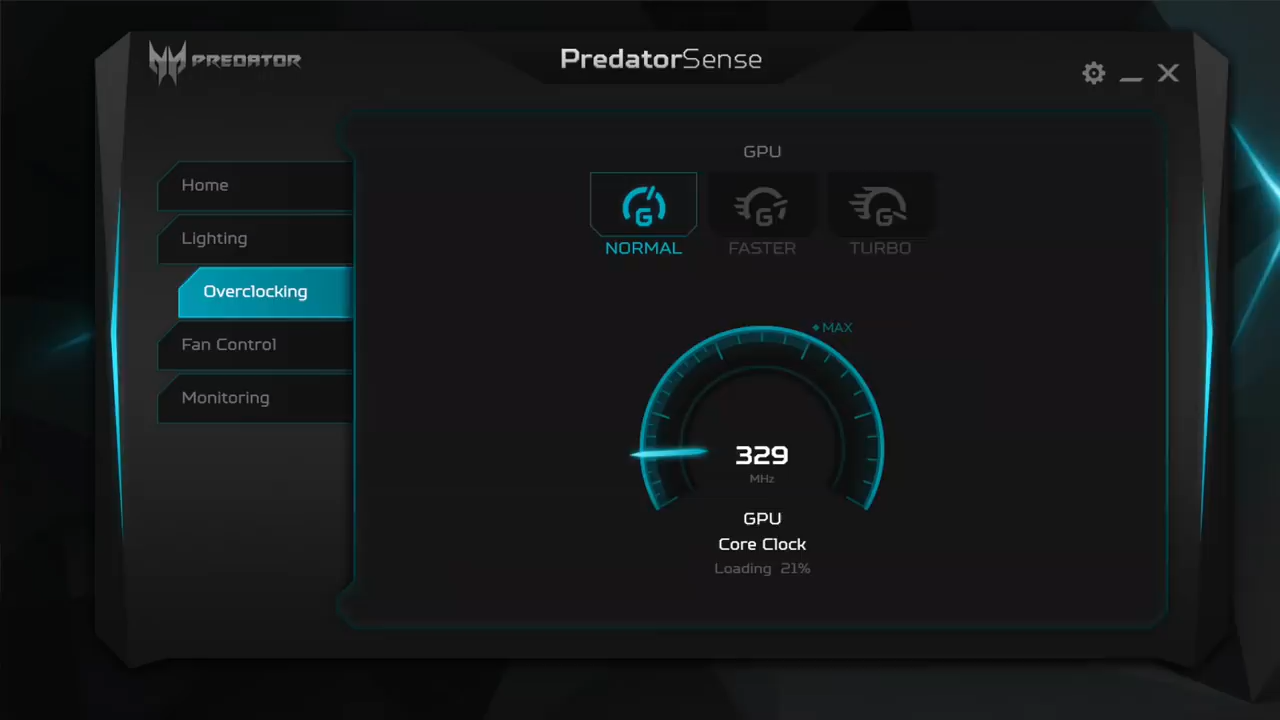 PREDATOR
PredatorSense
Home
Lighting
Overclocking
Fan Control
Monitoring
GPU
NORMAL
FASTER
TURBO
MAX
329
MHz
GPU
Core Clock
Loading 21%